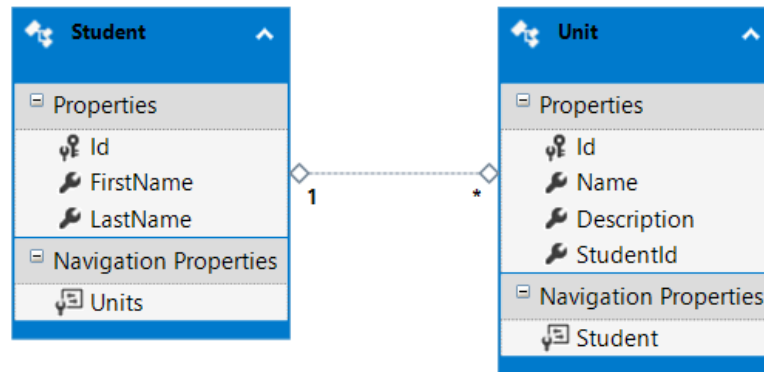 Student
Properties
Id
FirstName
LastName
Navigation Properties
Units
1
*
Unit
Properties
Id
Name
Description
StudentId
Navigation Properties
Student